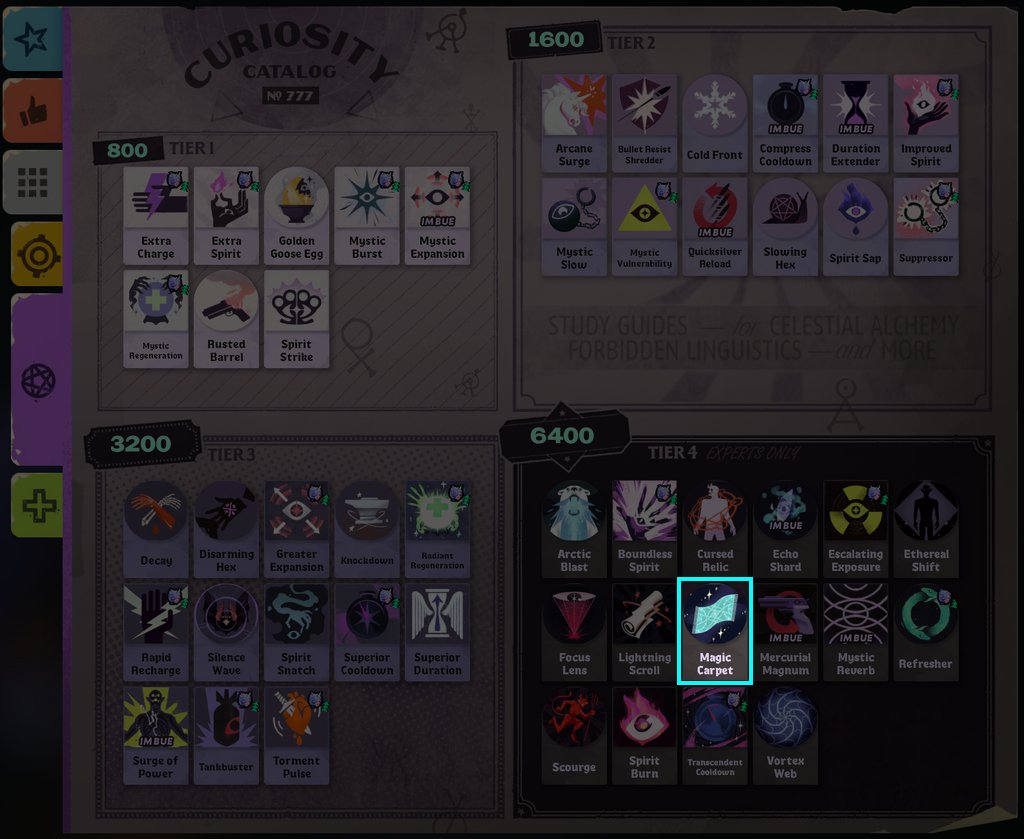 CURIOSITY
CATALOG
Nº 777
800 TIER 1
Extra
Charge
Extra
Spirit
Golden
Goose Egg
Mystic
Burst
IMBUE
Mystic
Expansion
Mystic
Regeneration
Rusted
Barrel
Spirit
Strike
1600 TIER 2
Arcane
Surge
Bullet Resist
Shredder
Cold Front
IMBUE
Compress
Cooldown
IMBUE
Duration
Extender
Improved
Spirit
Mystic
Slow
Mystic
Vulnerability
IMBUE
Quicksilver
Reload
Slowing
Hex
Spirit Sap
Suppressor
STUDY GUIDES — for CELESTIAL ALCHEMY
FORBIDDEN LINGUISTICS — and MORE
3200 TIER 3
Decay
Disarming
Hex
Greater
Expansion
Knockdown
Radiant
Regeneration
Rapid
Recharge
Silence
Wave
Spirit
Snatch
Superior
Cooldown
Superior
Duration
IMBUE
Surge of
Power
Tankbuster
Torment
Pulse
6400 TIER 4 EXPERTS ONLY
Arctic
Blast
Boundless
Spirit
Cursed
Relic
IMBUE
Echo
Shard
Escalating
Exposure
Ethereal
Shift
Focus
Lens
Lightning
Scroll
Magic
Carpet
IMBUE
Mercurial
Magnum
IMBUE
Mystic
Reverb
Refresher
Scourge
Spirit
Burn
Transcendent
Cooldown
Vortex
Web